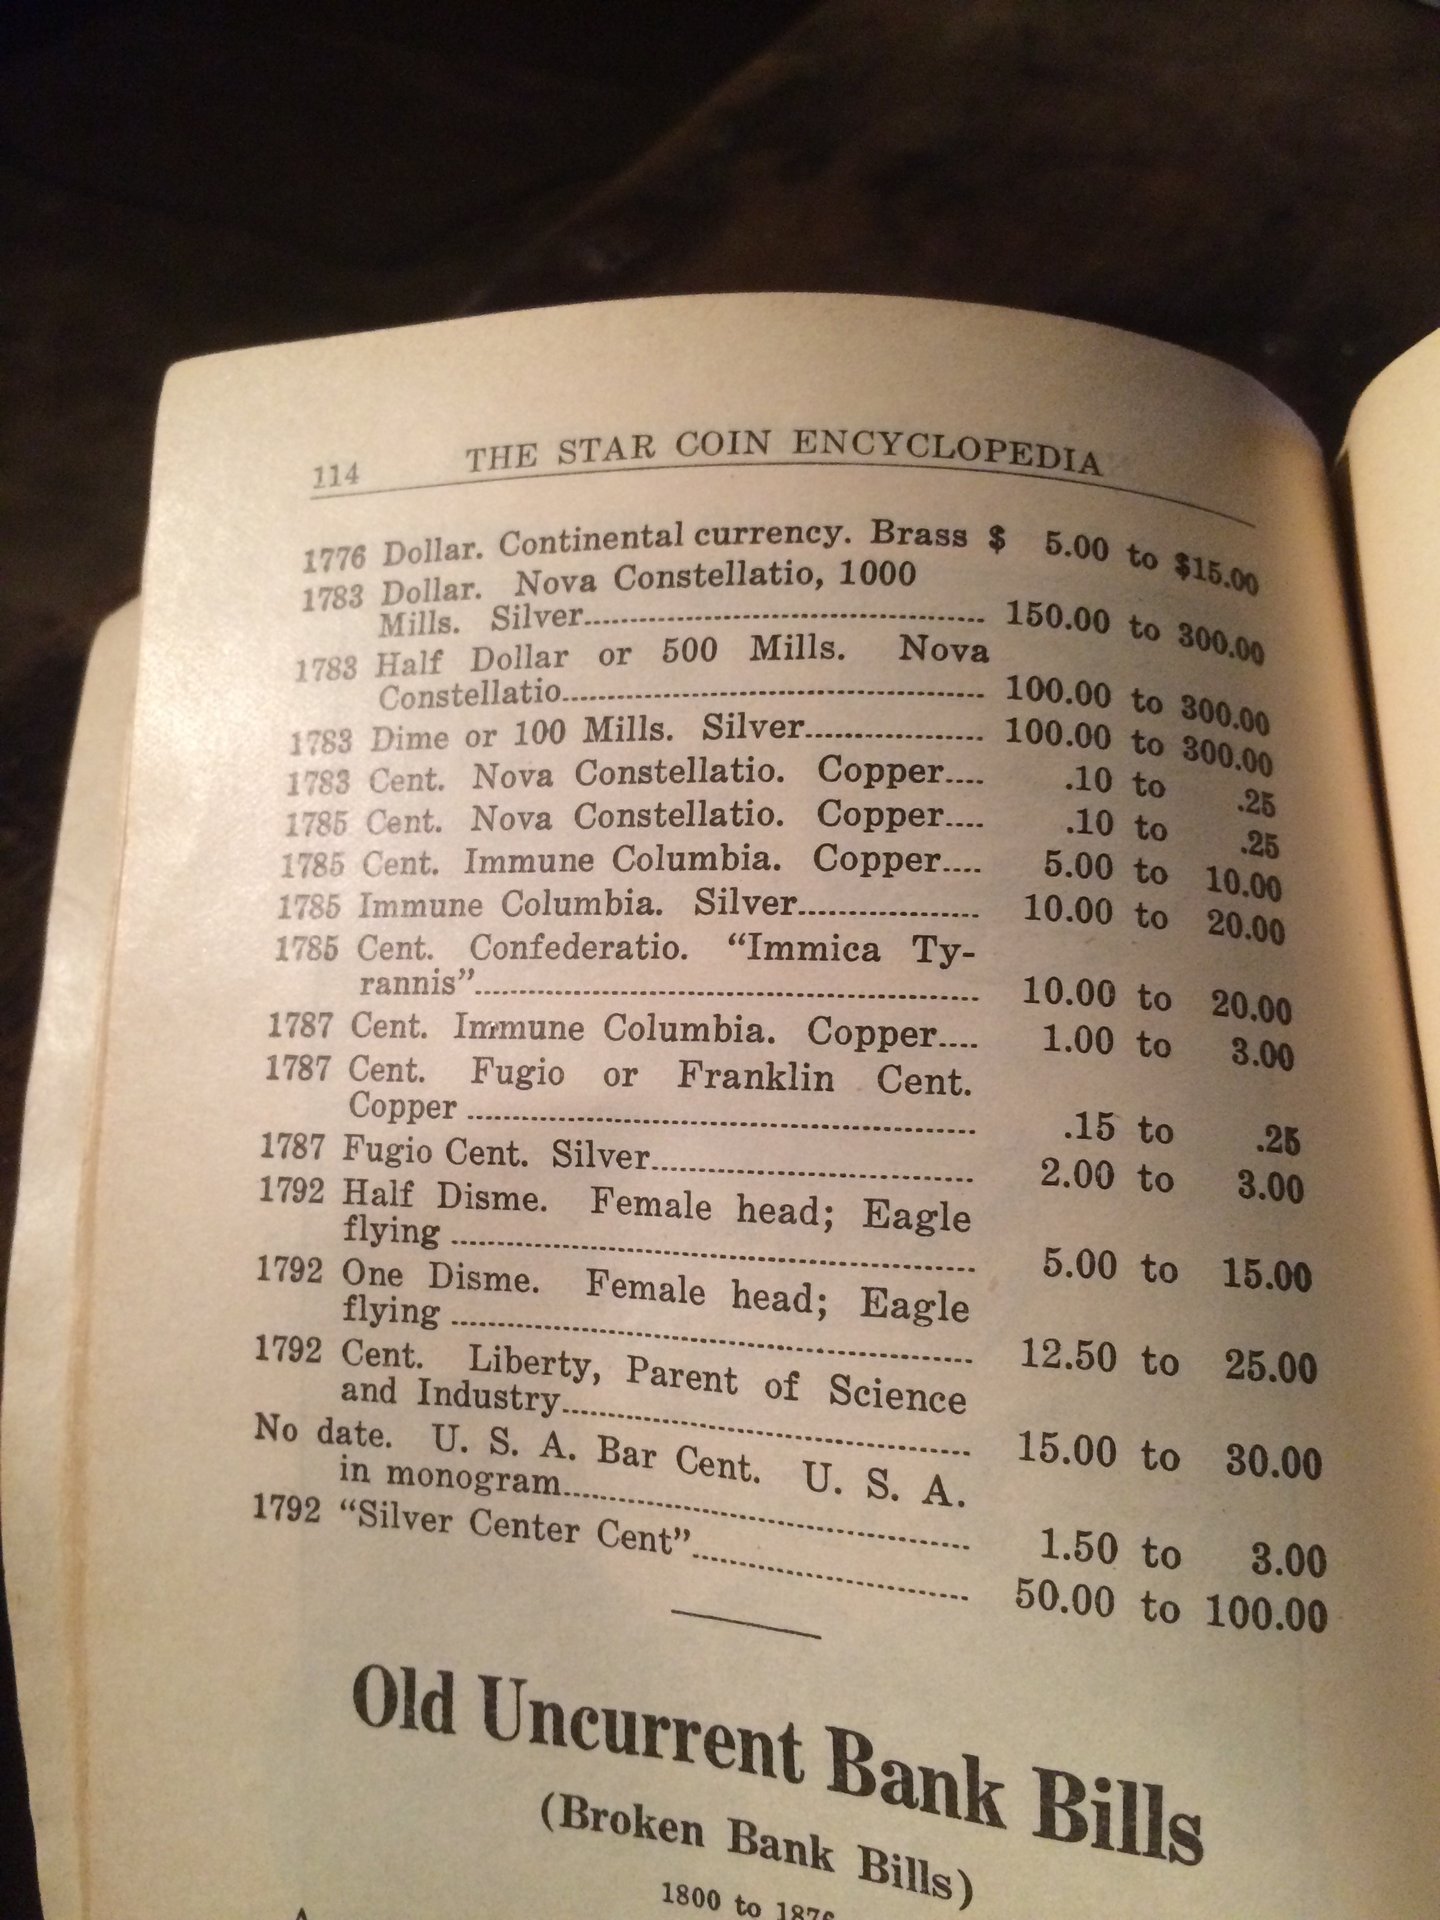 114 THE STAR COIN ENCYCLOPEDIA
1776 Dollar. Continental currency. Brass $ 5.00 to $15.00
1783 Dollar. Nova Constellatio, 1000
Mills. Silver........................................... 150.00 to 300.00
1783 Half Dollar or 500 Mills. Nova
Constellatio............................................. 100.00 to 300.00
1783 Dime or 100 Mills. Silver.................. 100.00 to 300.00
1783 Cent. Nova Constellatio. Copper.... .10 to .25
1785 Cent. Nova Constellatio. Copper.... .10 to .25
1785 Cent. Immune Columbia. Copper.... 5.00 to 10.00
1785 Immune Columbia. Silver.................. 10.00 to 20.00
1785 Cent. Confederatio. “Immica Ty-
rannis”...................................................... 10.00 to 20.00
1787 Cent. Immune Columbia. Copper.... 1.00 to 3.00
1787 Cent. Fugio or Franklin Cent.
Copper ...................................................... .15 to .25
1787 Fugio Cent. Silver.................................. 2.00 to 3.00
1792 Half Disme. Female head; Eagle
flying ........................................................ 5.00 to 15.00
1792 One Disme. Female head; Eagle
flying ........................................................ 12.50 to 25.00
1792 Cent. Liberty, Parent of Science
and Industry............................................. 15.00 to 30.00
No date. U. S. A. Bar Cent. U. S. A.
in monogram............................................. 1.50 to 3.00
1792 “Silver Center Cent”.............................. 50.00 to 100.00
Old Uncurrent Bank Bills
(Broken Bank Bills)
1800 to